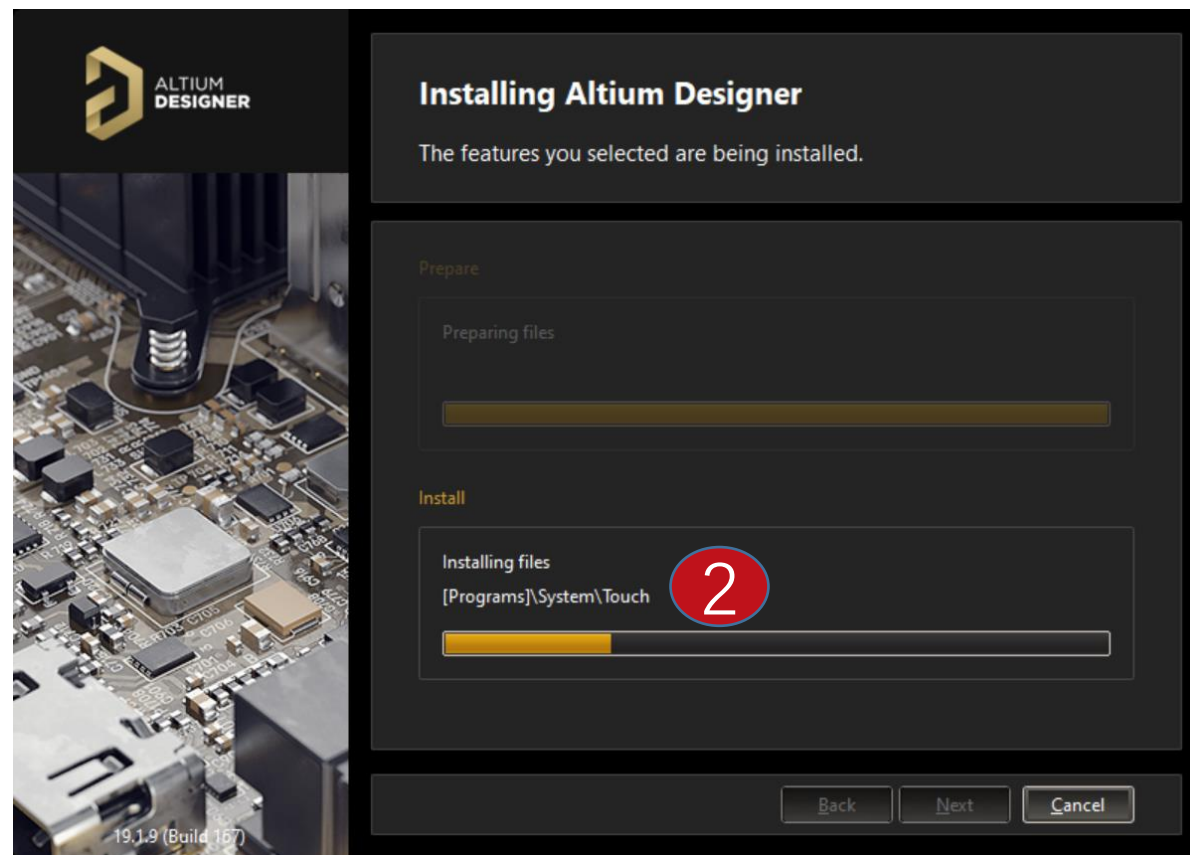 ALTIUM
DESIGNER
Installing Altium Designer
The features you selected are being installed.
Prepare
Preparing files
Install
Installing files
[Programs]\System\Touch
2
Back
Next
Cancel
19.1.9 (Build 167)